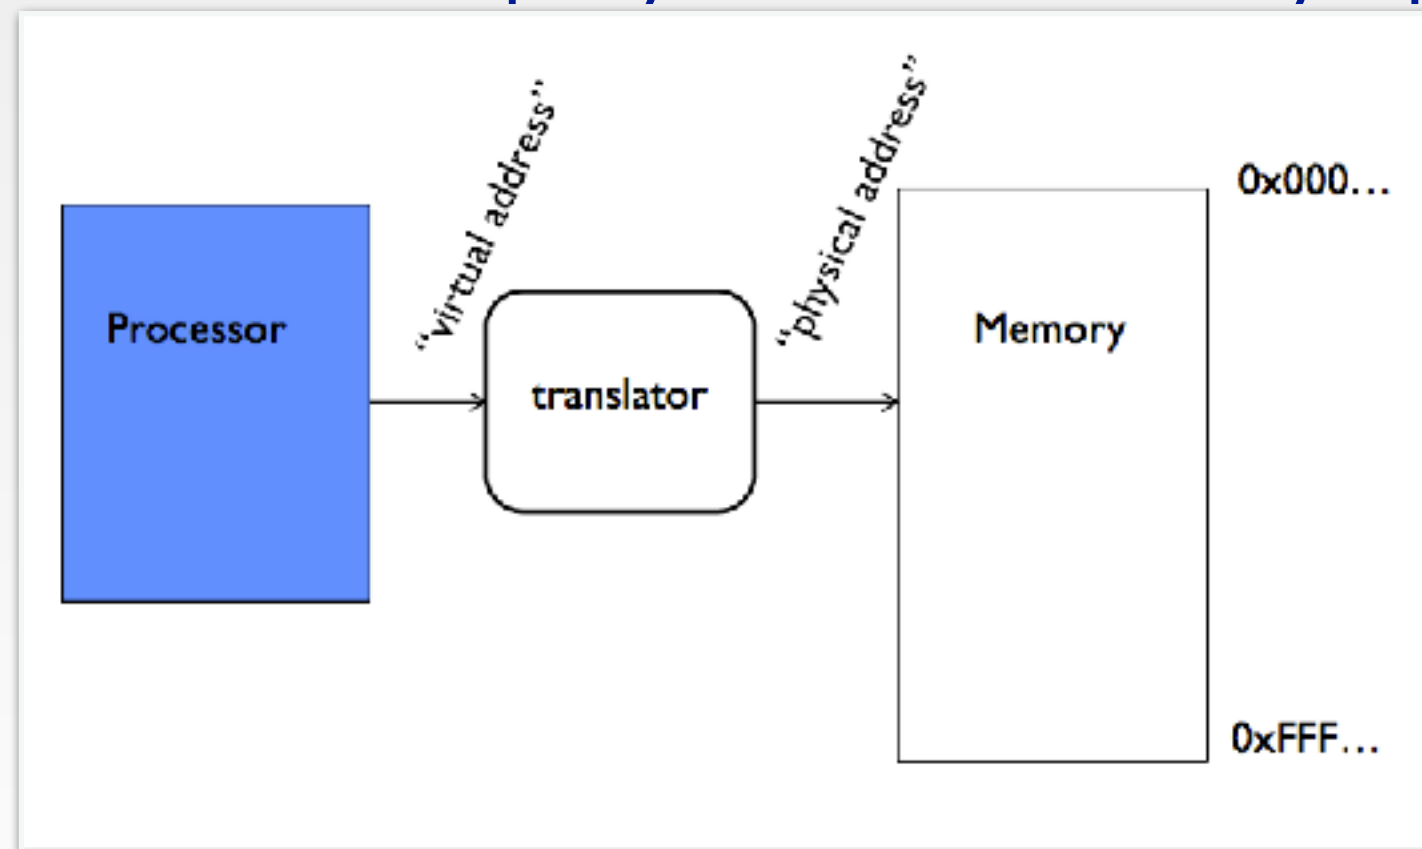 “virtual address”
“physical address”
0x000...
Processor
translator
Memory
0xFFF...